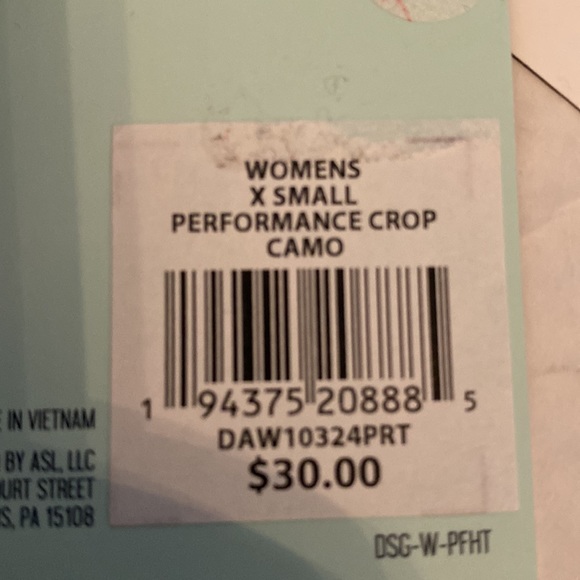 WOMENS
X SMALL
PERFORMANCE CROP
CAMO
1 94375 20888 5
DAW10324PRT
$30.00
IN VIETNAM
BY ASL, LLC
STREET
PA 15108
DSG-W-PFHT